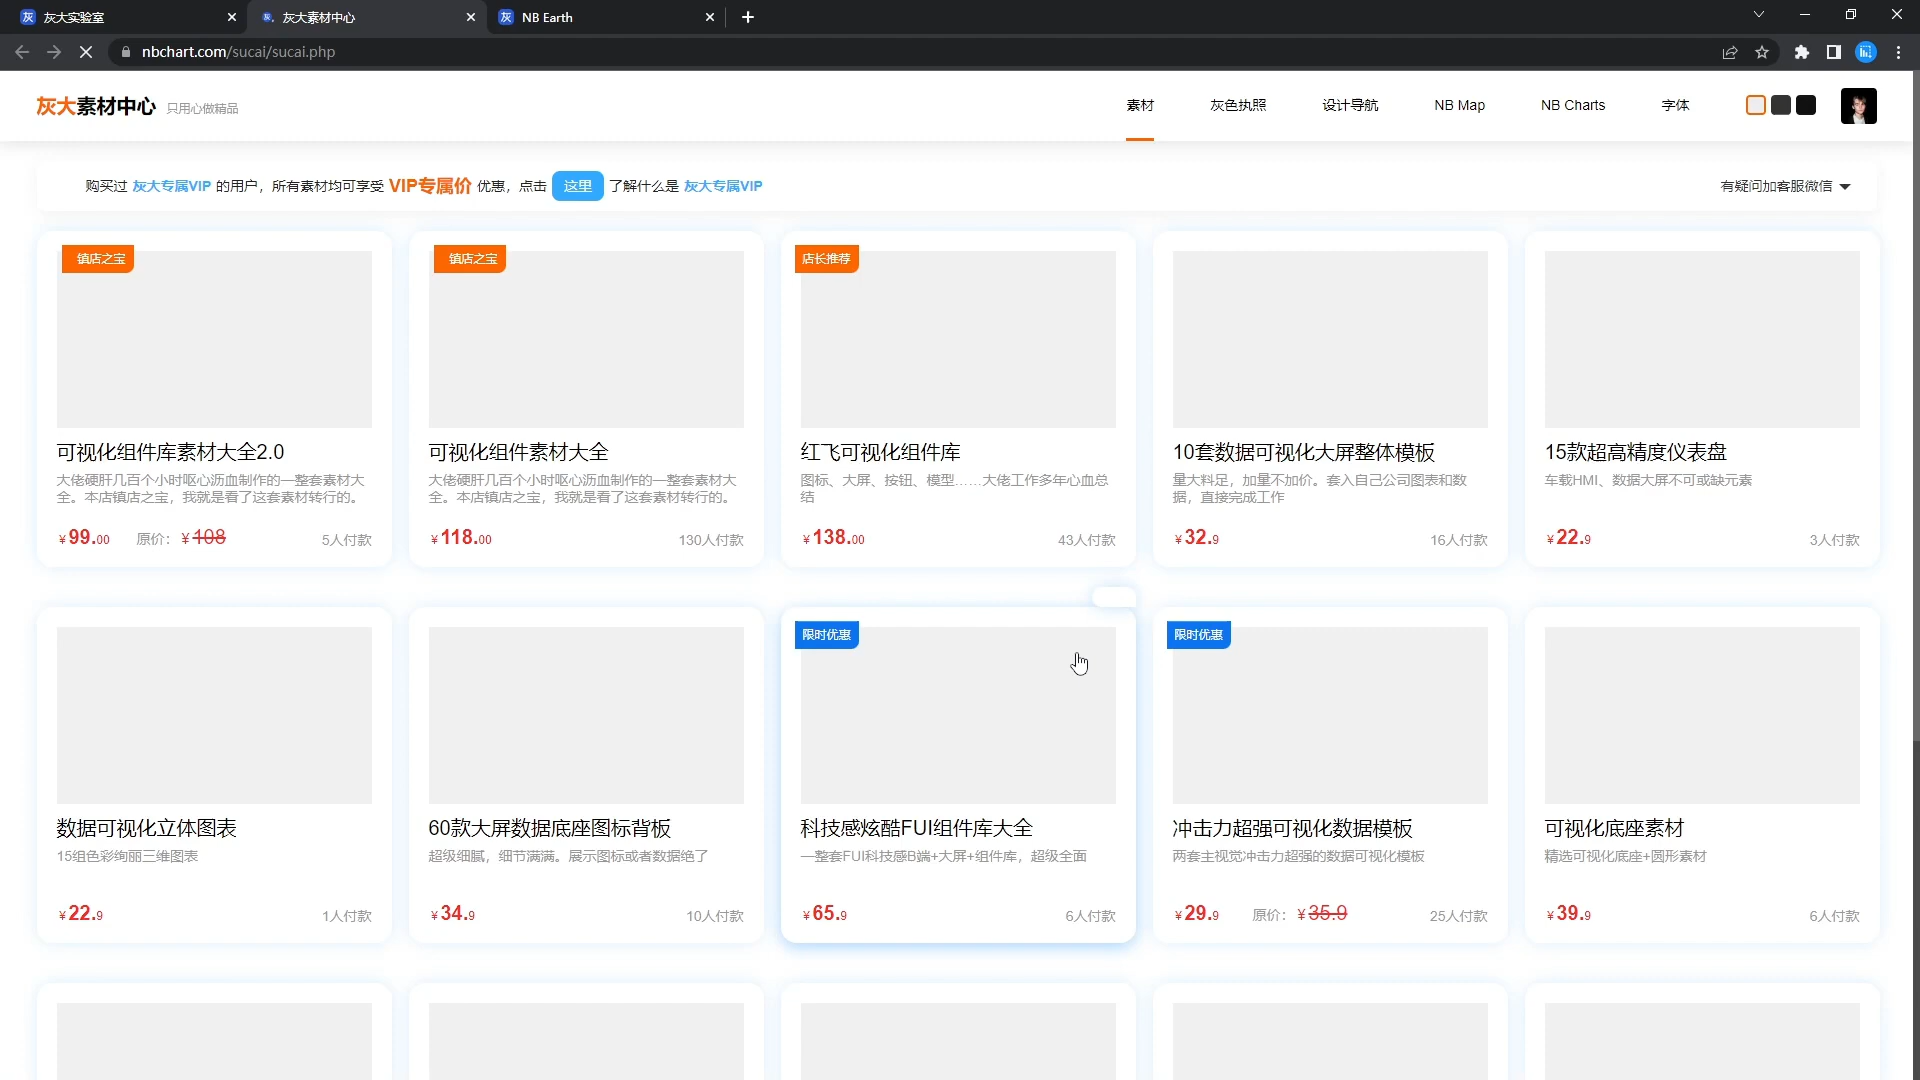 灰大实验室
灰大素材中心
NB Earth
nbchart.com/sucai/sucai.php
灰大素材中心 只用心做精品
素材 灰色执照 设计导航 NB Map NB Charts 字体
购买过 灰大专属VIP 的用户，所有素材均可享受 VIP专属价 优惠，点击 这里 了解什么是 灰大专属VIP
有疑问加客服微信
镇店之宝
可视化组件库素材大全2.0
大佬硬肝几百个小时呕心沥血制作的一整套素材大
全。本店镇店之宝，我就是看了这套素材转行的。
¥99.00 原价：¥108 5人付款
镇店之宝
可视化组件素材大全
大佬硬肝几百个小时呕心沥血制作的一整套素材大
全。本店镇店之宝，我就是看了这套素材转行的。
¥118.00 130人付款
店长推荐
红飞可视化组件库
图标、大屏、按钮、模型……大佬工作多年心血总
结
¥138.00 43人付款
10套数据可视化大屏整体模板
量大料足，加量不加价。套入自己公司图表和数
据，直接完成工作
¥32.9 16人付款
15款超高精度仪表盘
车载HMI、数据大屏不可或缺元素
¥22.9 3人付款
数据可视化立体图表
15组色彩绚丽三维图表
¥22.9 1人付款
60款大屏数据底座图标背板
超级细腻，细节满满。展示图标或者数据绝了
¥34.9 10人付款
限时优惠
科技感炫酷FUI组件库大全
一整套FUI科技感B端+大屏+组件库，超级全面
¥65.9 6人付款
限时优惠
冲击力超强可视化数据模板
两套主视觉冲击力超强的数据可视化模板
¥29.9 原价：¥35.9 25人付款
可视化底座素材
精选可视化底座+圆形素材
¥39.9 6人付款